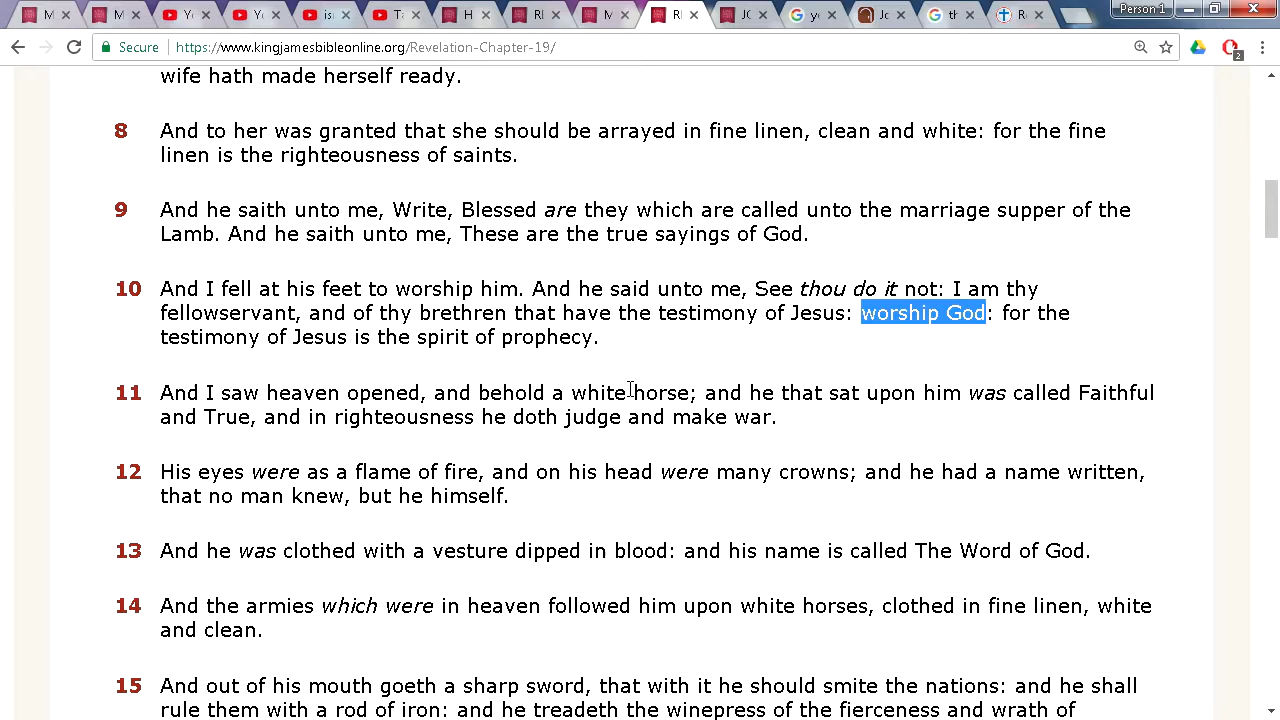 M
M
Y
Y
is
T
H
R
M
R
JO
y
Jo
th
R
Person 1
Secure
https://www.kingjamesbibleonline.org/Revelation-Chapter-19/
2
wife hath made herself ready.
8 And to her was granted that she should be arrayed in fine linen, clean and white: for the fine
linen is the righteousness of saints.
9 And he saith unto me, Write, Blessed are they which are called unto the marriage supper of the
Lamb. And he saith unto me, These are the true sayings of God.
10 And I fell at his feet to worship him. And he said unto me, See thou do it not: I am thy
fellowservant, and of thy brethren that have the testimony of Jesus: worship God: for the
testimony of Jesus is the spirit of prophecy.
11 And I saw heaven opened, and behold a white horse; and he that sat upon him was called Faithful
and True, and in righteousness he doth judge and make war.
12 His eyes were as a flame of fire, and on his head were many crowns; and he had a name written,
that no man knew, but he himself.
13 And he was clothed with a vesture dipped in blood: and his name is called The Word of God.
14 And the armies which were in heaven followed him upon white horses, clothed in fine linen, white
and clean.
15 And out of his mouth goeth a sharp sword, that with it he should smite the nations: and he shall
rule them with a rod of iron: and he treadeth the winepress of the fierceness and wrath of